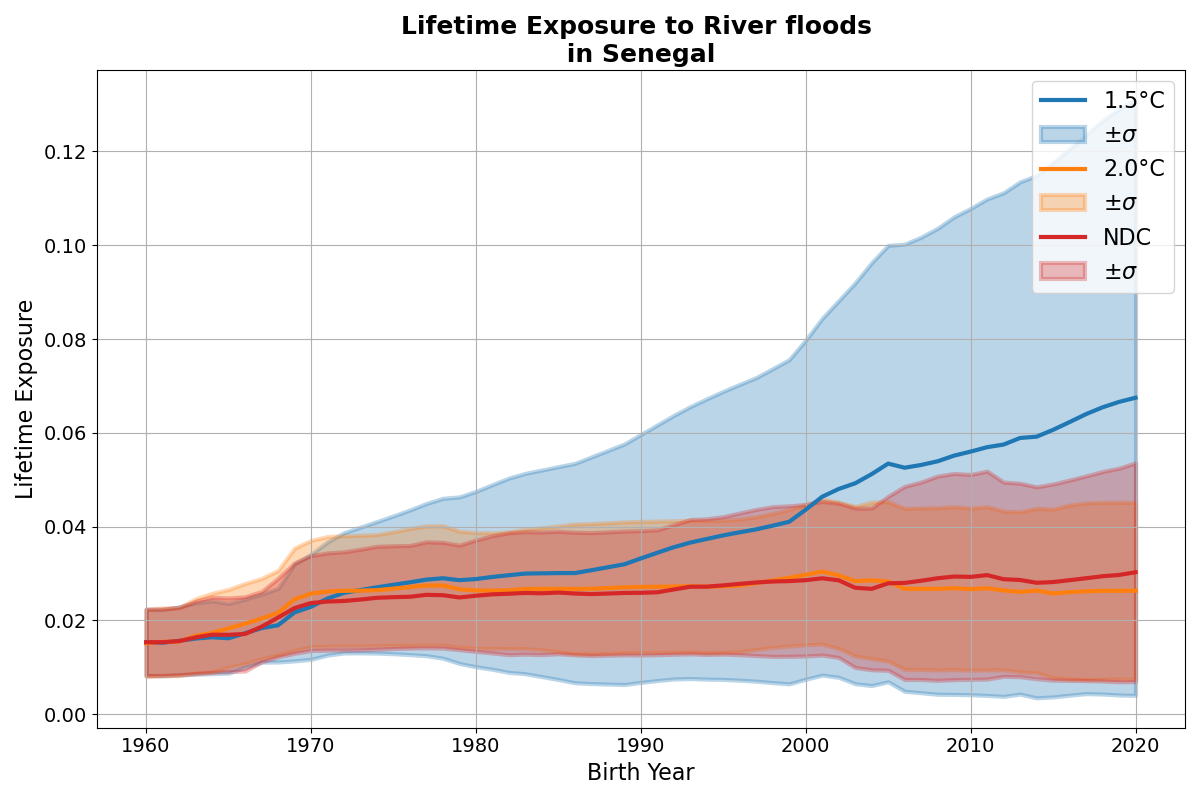 Lifetime Exposure to River floods
in Senegal
1.5°C
±σ
2.0°C
±σ
NDC
±σ
Lifetime Exposure
0.12
0.10
0.08
0.06
0.04
0.02
0.00
1960 1970 1980 1990 2000 2010 2020
Birth Year